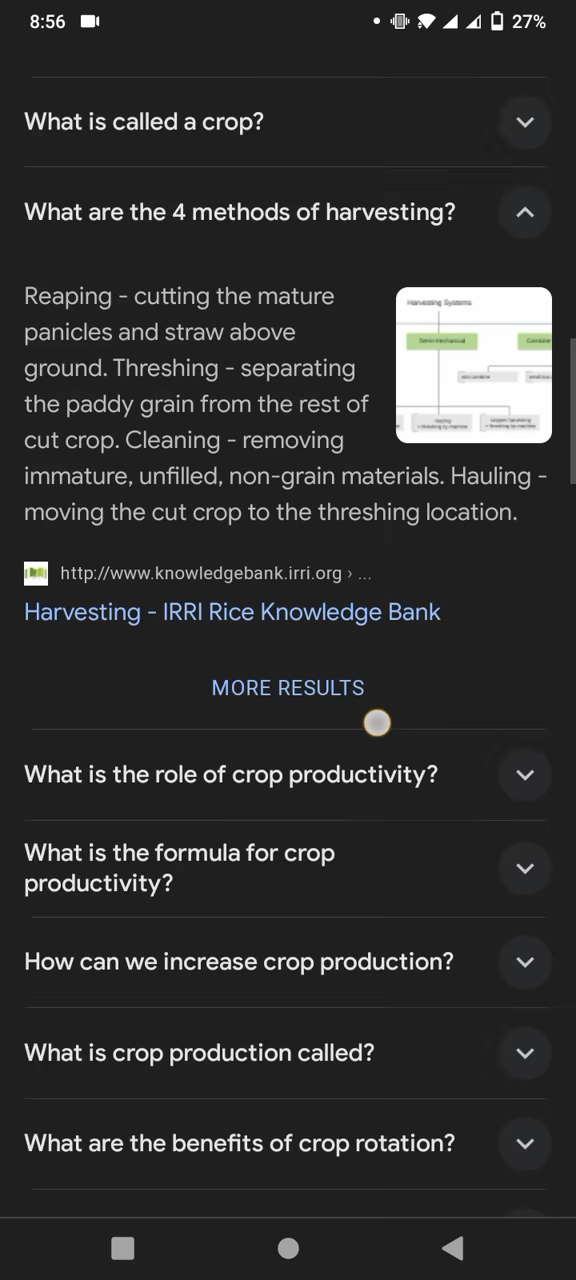 8:56
27%
What is called a crop?
What are the 4 methods of harvesting?
Reaping - cutting the mature
panicles and straw above
ground. Threshing - separating
the paddy grain from the rest of
cut crop. Cleaning - removing
immature, unfilled, non-grain materials. Hauling -
moving the cut crop to the threshing location.
Harvesting Systems
Semi-mechanical
http://www.knowledgebank.irri.org › ...
Harvesting - IRRI Rice Knowledge Bank
MORE RESULTS
What is the role of crop productivity?
What is the formula for crop
productivity?
How can we increase crop production?
What is crop production called?
What are the benefits of crop rotation?